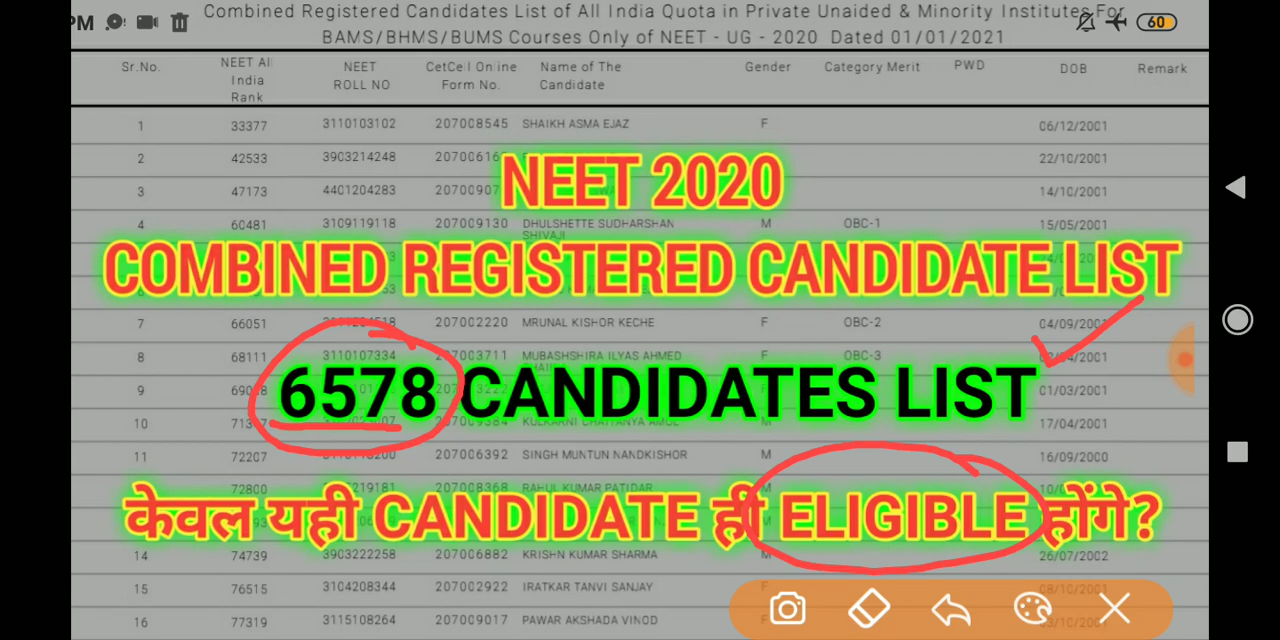 PM
60
Combined Registered Candidates List of All India Quota in Private Unaided & Minority Institutes For
BAMS/BHMS/BUMS Courses Only of NEET - UG - 2020 Dated 01/01/2021
Sr.No. NEET All India Rank NEET ROLL NO CetCell Online Form No. Name of The Candidate Gender Category Merit PWD DOB Remark
1 33377 3110103102 207008545 SHAIKH ASMA EJAZ F 06/12/2001
2 42533 3903214248 22/10/2001
NEET 2020
3 47173 4401204283 14/10/2001
4 60481 3109119118 207009130 DHULSHETTE SUDHARSHAN SHIVAJI M OBC-1 15/05/2001
COMBINED REGISTERED CANDIDATE LIST
7 66051 207002220 MRUNAL KISHOR KECHE F OBC-2 04/09/2001
8 68111 3110107334 207003711 MUBASHSHIRA ILYAS AHMED F OBC-3
6578 CANDIDATES LIST
9 01/03/2001
10 17/04/2001
11 72207 207006392 SINGH MUNTUN NANDKISHOR M 16/09/2000
72800 207008368 RAHUL KUMAR PATIDAR
केवल यही CANDIDATE ही ELIGIBLE होंगे?
14 74739 3903222258 207006882 KRISHN KUMAR SHARMA M 26/07/2002
15 76515 3104208344 207002922 IRATKAR TANVI SANJAY F
16 77319 3115108264 207009017 PAWAR AKSHADA VINOD